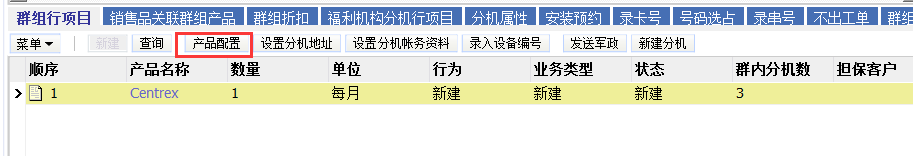 群组行项目 销售品关联群组产品 群组折扣 福利机构分机行项目 分机属性 安装预约 录卡号 号码选占 录串号 不出工单 群组
菜单 新建 查询 产品配置 设置分机地址 设置分机帐务资料 录入设备编号 发送军政 新建分机
顺序 产品名称 数量 单位 行为 业务类型 状态 群内分机数 担保客户
1 Centrex 1 每月 新建 新建 新建 3